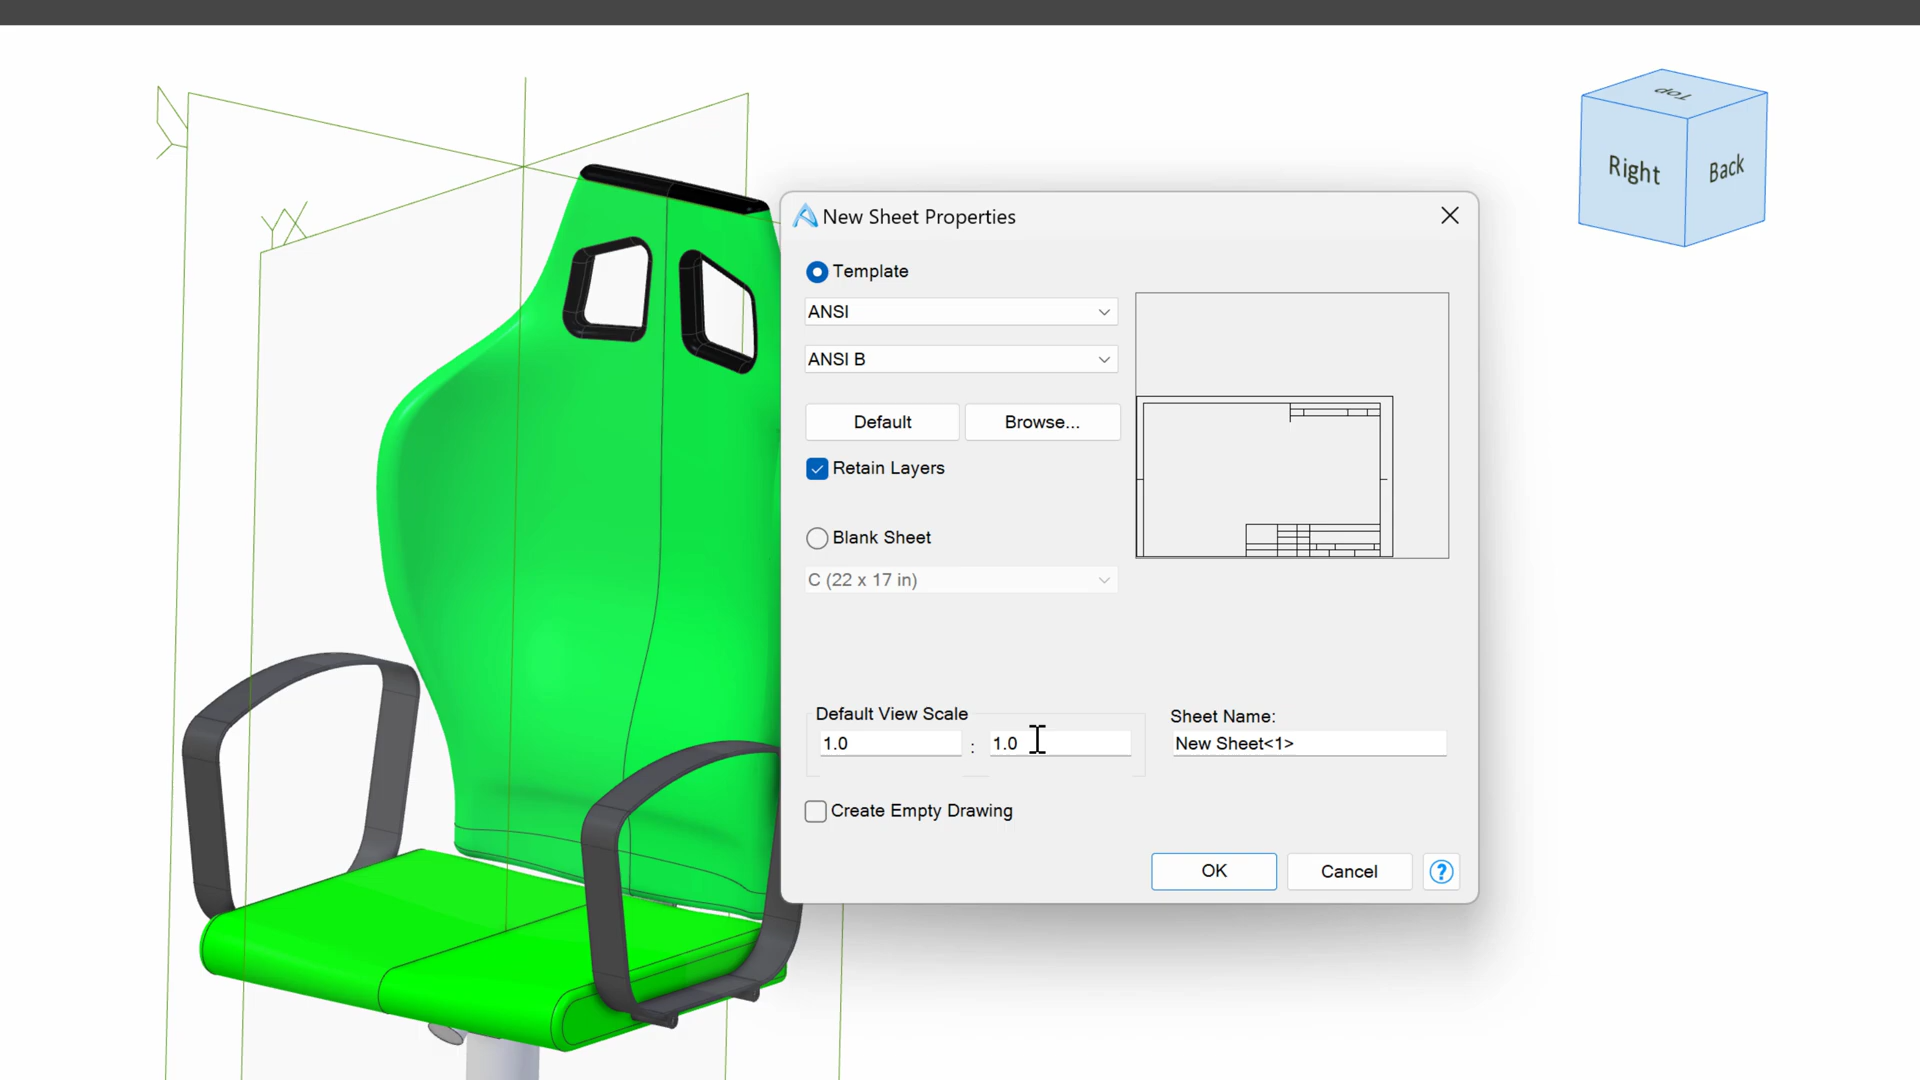 Top
Right
Back
New Sheet Properties
Template
ANSI
ANSI B
Default
Browse...
Retain Layers
Blank Sheet
C (22 x 17 in)
Default View Scale
Sheet Name:
1.0 : 1.0
New Sheet<1>
Create Empty Drawing
OK
Cancel
?